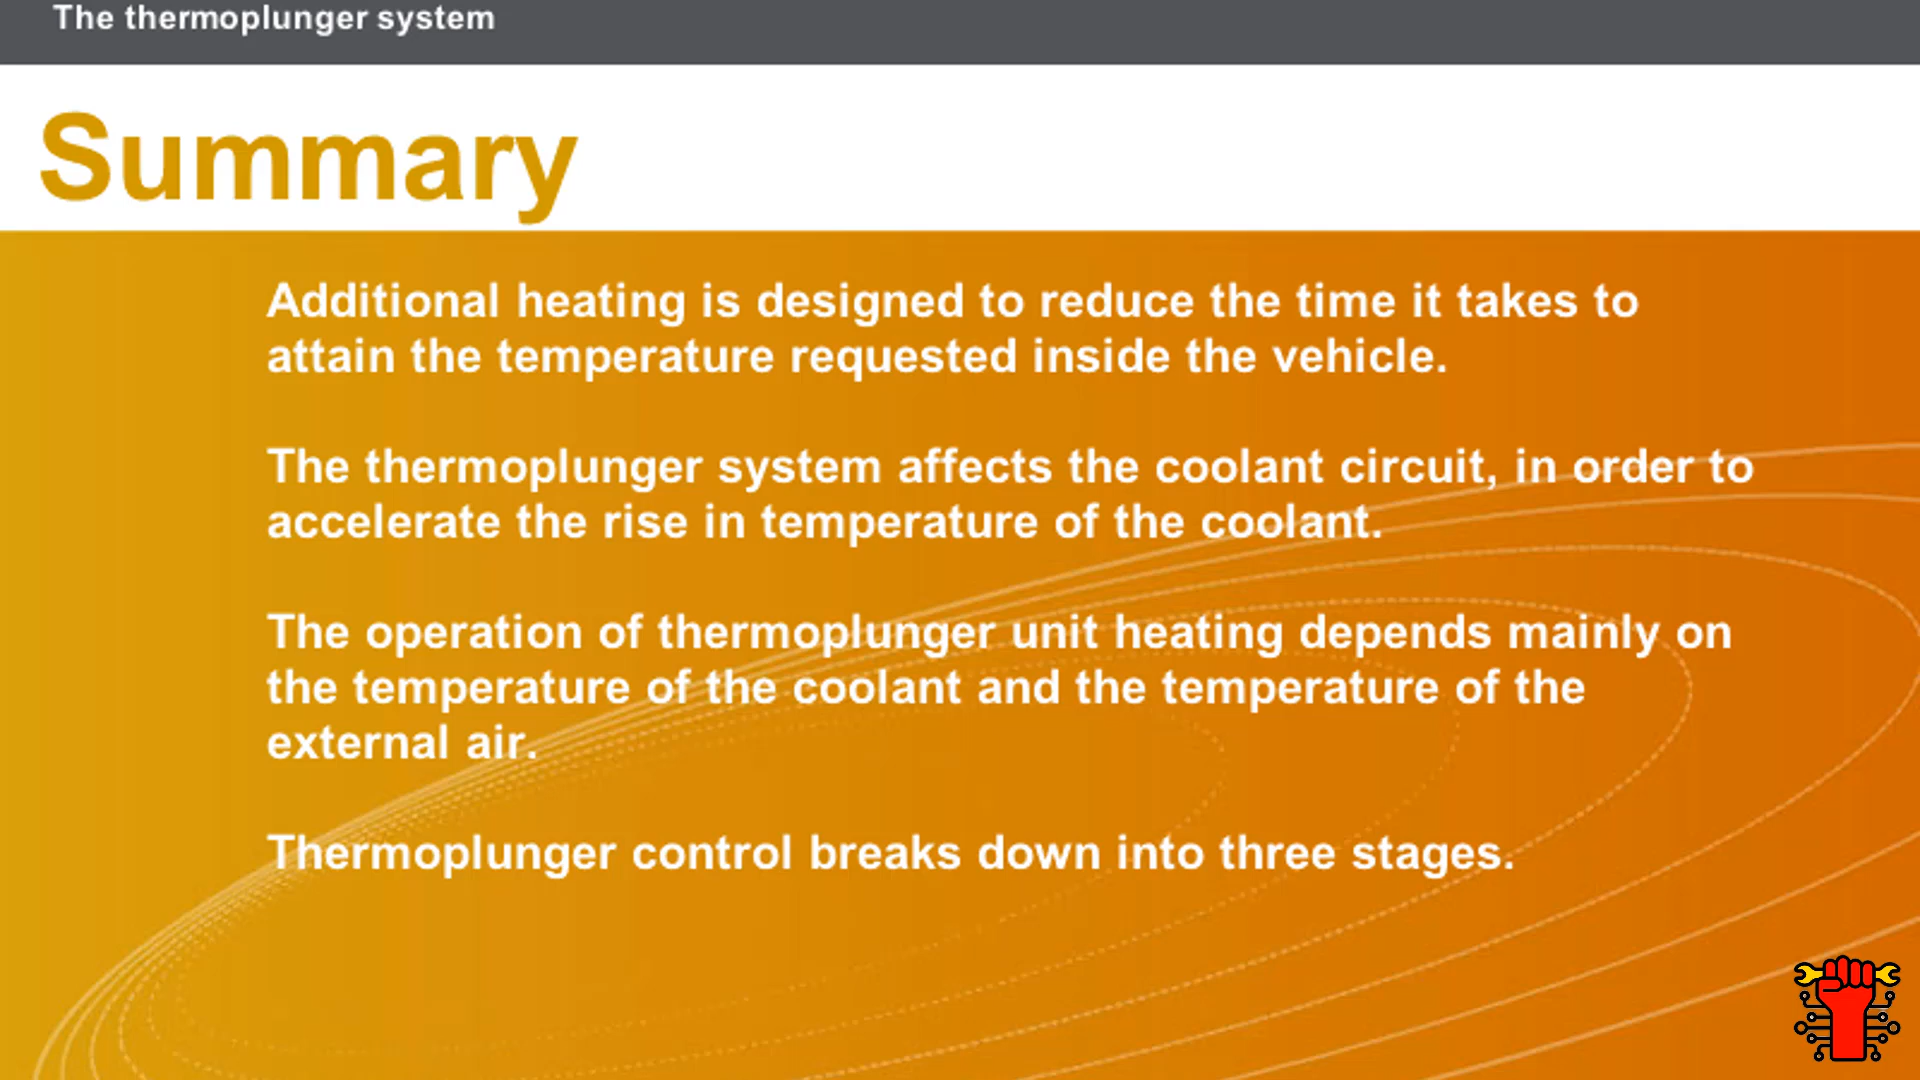 The thermoplunger system
Summary
Additional heating is designed to reduce the time it takes to
attain the temperature requested inside the vehicle.
The thermoplunger system affects the coolant circuit, in order to
accelerate the rise in temperature of the coolant.
The operation of thermoplunger unit heating depends mainly on
the temperature of the coolant and the temperature of the
external air.
Thermoplunger control breaks down into three stages.